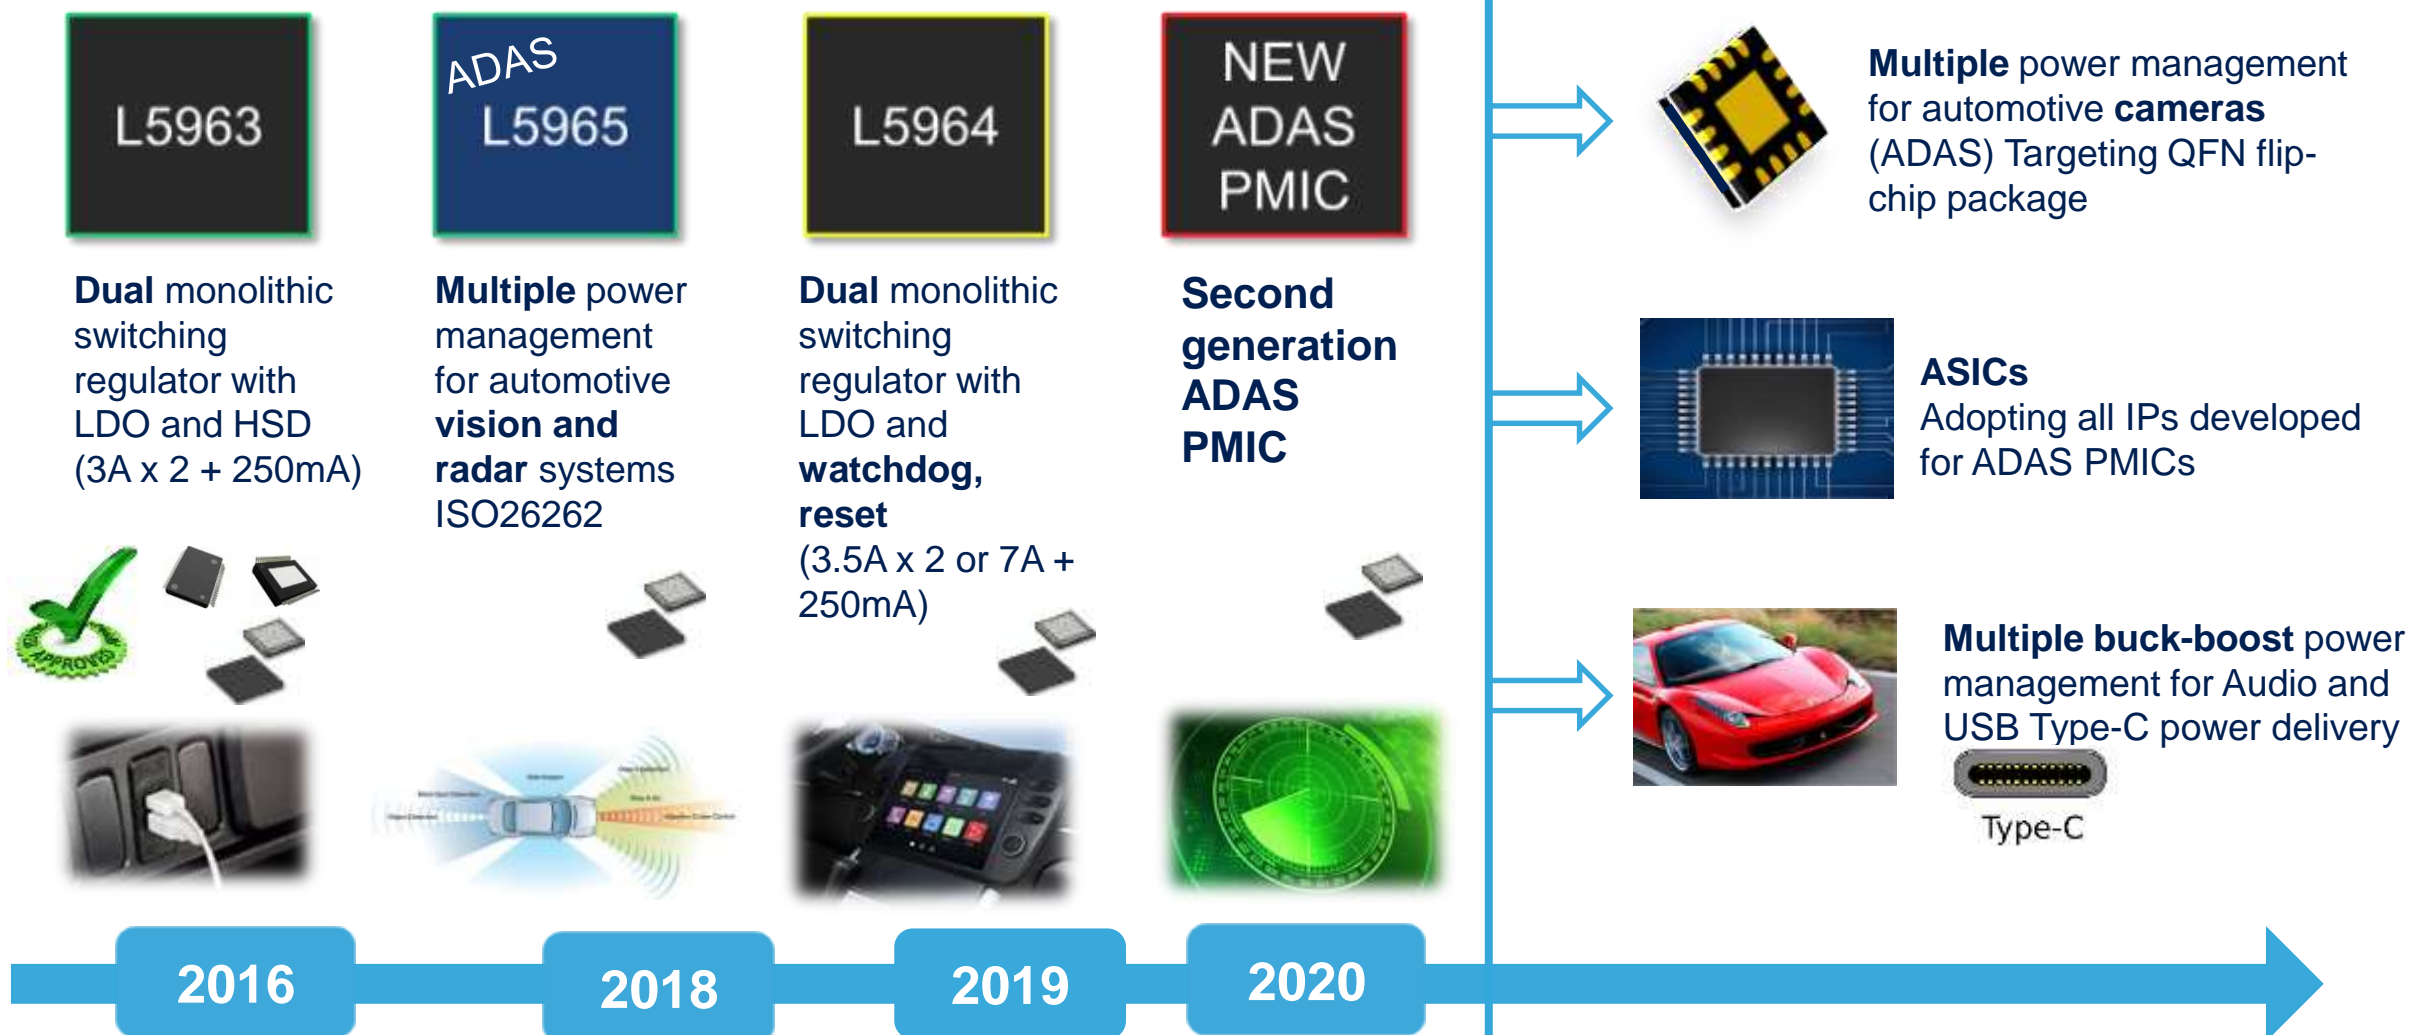 L5963
Dual monolithic
switching
regulator with
LDO and HSD
(3A x 2 + 250mA)
APPROVED
ADAS
L5965
Multiple power
management
for automotive
vision and
radar systems
ISO26262
L5964
Dual monolithic
switching
regulator with
LDO and
watchdog,
reset
(3.5A x 2 or 7A +
250mA)
NEW
ADAS
PMIC
Second
generation
ADAS
PMIC
Multiple power management
for automotive cameras
(ADAS) Targeting QFN flip-
chip package
ASICs
Adopting all IPs developed
for ADAS PMICs
Multiple buck-boost power
management for Audio and
USB Type-C power delivery
Type-C
2016
2018
2019
2020